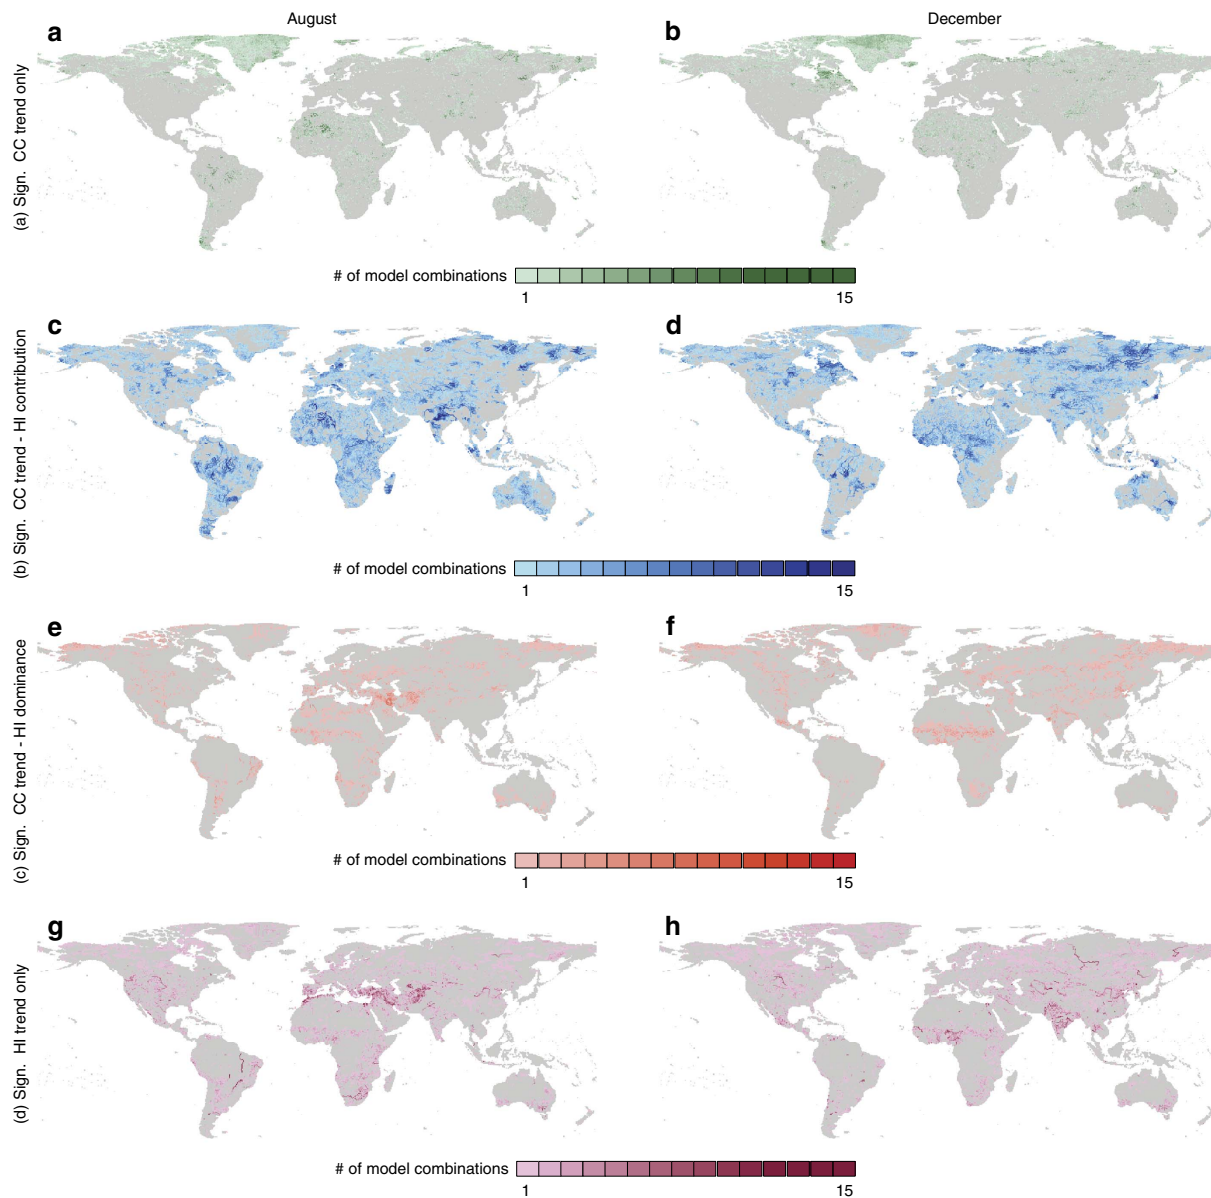 August
December
a
b
(a) Sign. CC trend only
# of model combinations
1
15
c
d
(b) Sign. CC trend - HI contribution
# of model combinations
1
15
e
f
(c) Sign. CC trend - HI dominance
# of model combinations
1
15
g
h
(d) Sign. HI trend only
# of model combinations
1
15